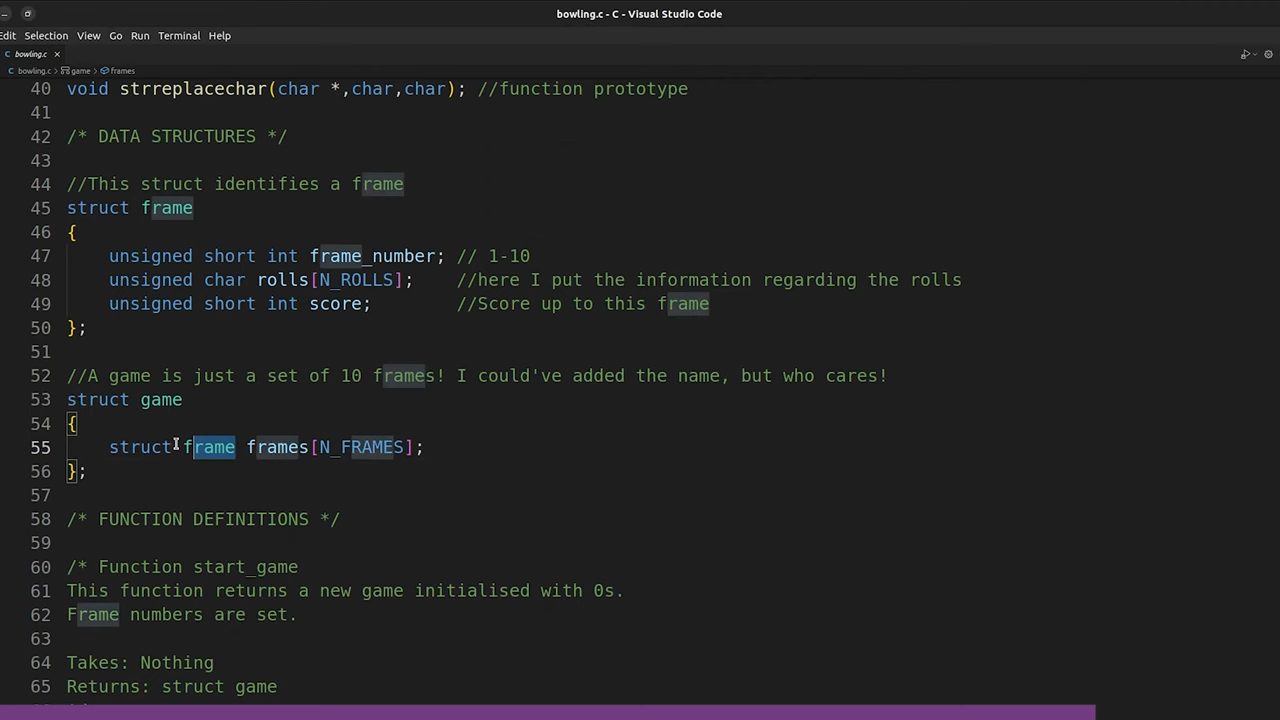 bowling.c - C - Visual Studio Code
Edit Selection View Go Run Terminal Help
C bowling.c ×
C bowling.c > game > frames
40 void strreplacechar(char *,char,char); //function prototype
41
42 /* DATA STRUCTURES */
43
44 //This struct identifies a frame
45 struct frame
46 {
47 unsigned short int frame_number; // 1-10
48 unsigned char rolls[N_ROLLS]; //here I put the information regarding the rolls
49 unsigned short int score; //Score up to this frame
50 };
51
52 //A game is just a set of 10 frames! I could've added the name, but who cares!
53 struct game
54 {
55 struct frame frames[N_FRAMES];
56 };
57
58 /* FUNCTION DEFINITIONS */
59
60 /* Function start_game
61 This function returns a new game initialised with 0s.
62 Frame numbers are set.
63
64 Takes: Nothing
65 Returns: struct game